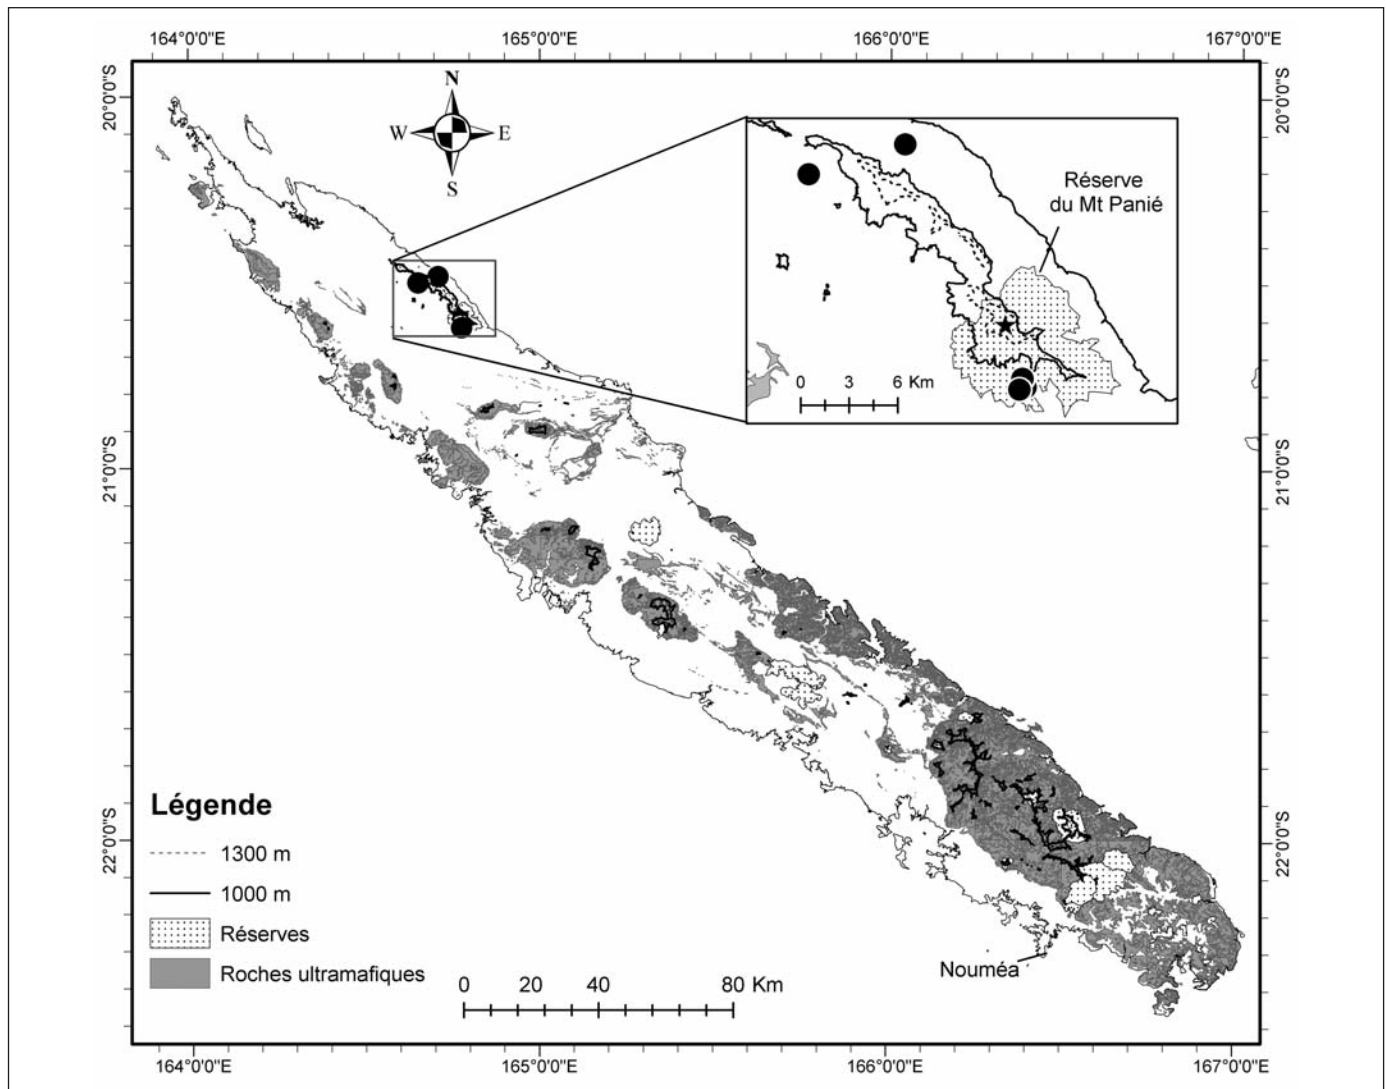 164°0'0"E 165°0'0"E 166°0'0"E 167°0'0"E
20°0'0"S
20°0'0"S
N
W E
S
Réserve
du Mt Panié
0 3 6 Km
21°0'0"S
21°0'0"S
Légende
1300 m
1000 m
Réserves
Roches ultramafiques
22°0'0"S
22°0'0"S
Nouméa
0 20 40 80 Km
164°0'0"E 165°0'0"E 166°0'0"E 167°0'0"E